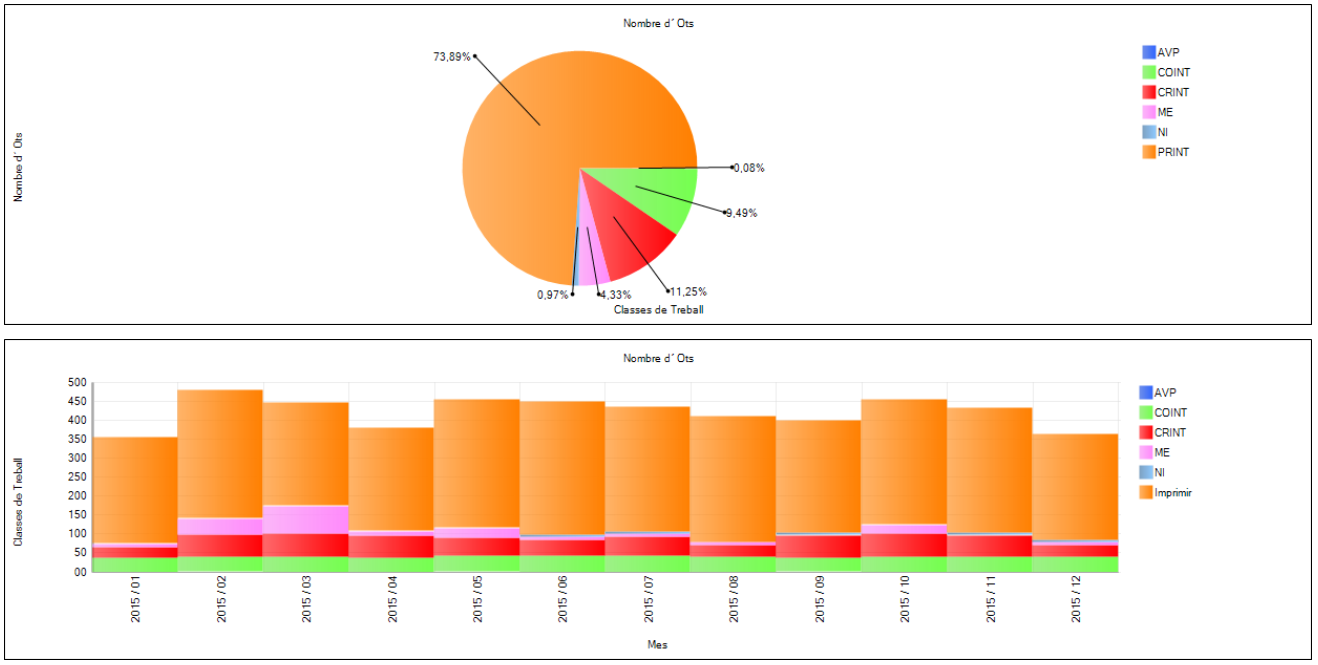 Nombre d´ Ots
73,89%
AVP
COINT
CRINT
ME
NI
PRINT
Nombre d´ Ots
0,08%
9,49%
11,25%
4,33%
0,97%
Classes de Treball
Nombre d´ Ots
500
450
400
350
300
250
200
150
100
50
00
Classes de Treball
AVP
COINT
CRINT
ME
NI
Imprimir
2015 / 01
2015 / 02
2015 / 03
2015 / 04
2015 / 05
2015 / 06
2015 / 07
2015 / 08
2015 / 09
2015 / 10
2015 / 11
2015 / 12
Mes